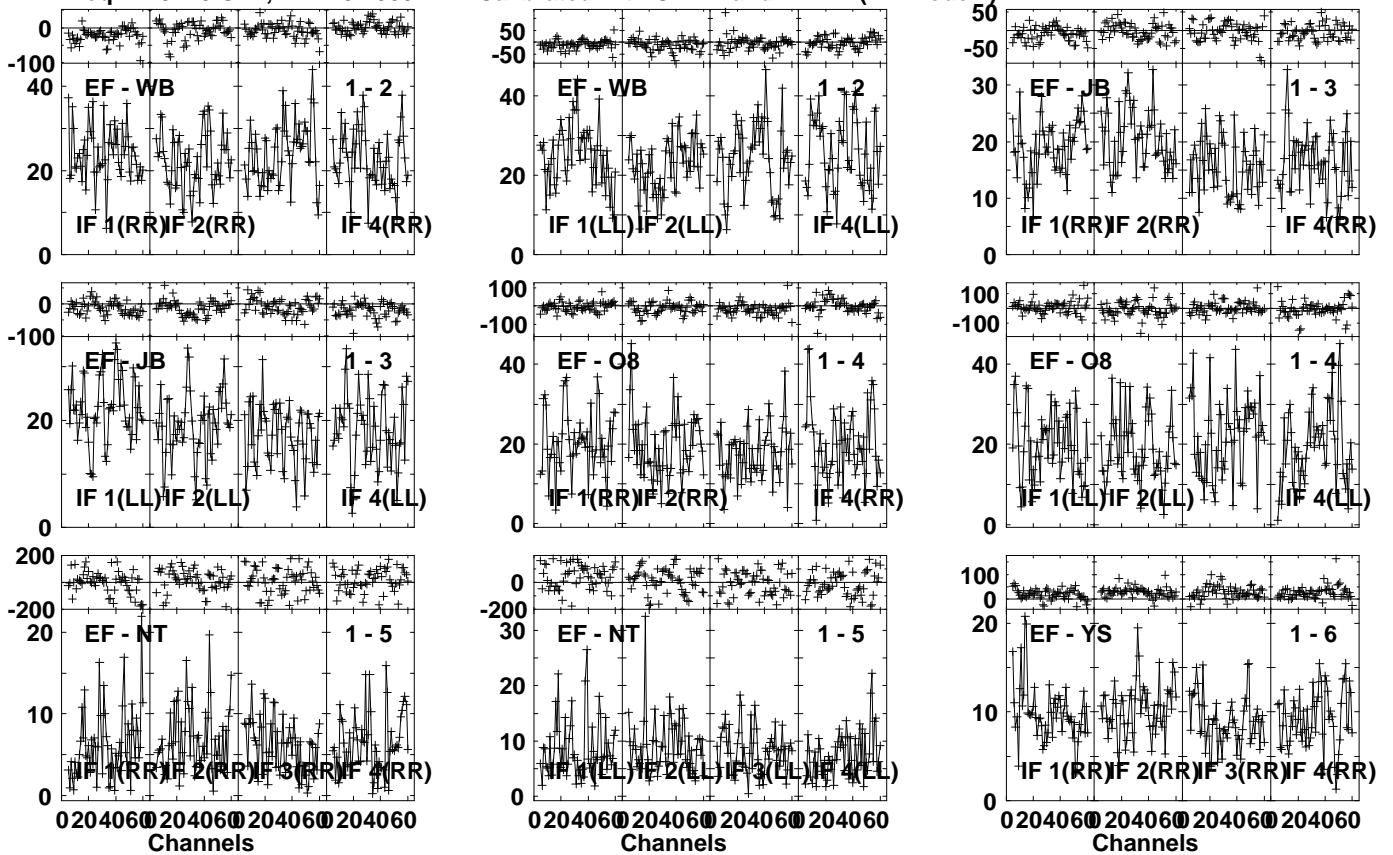 0 50 50
-100 -50 -50
40 EF - WB 1 - 2 40 EF - WB 1 - 2 30 EF - JB 1 - 3
20 20 20
10
IF 1(RR) IF 2(RR) IF 4(RR) IF 1(LL) IF 2(LL) IF 4(LL) IF 1(RR) IF 2(RR) IF 4(RR)
0 0 0
0 100 100
-100 -100 -100
EF - JB 1 - 3 40 EF - O8 1 - 4 40 EF - O8 1 - 4
20 20 20
IF 1(LL) IF 2(LL) IF 4(LL) IF 1(RR) IF 2(RR) IF 4(RR) IF 1(LL) IF 2(LL) IF 4(LL)
0 0 0
200 0 100
-200 -200 0
20 EF - NT 1 - 5 30 EF - NT 1 - 5 20 EF - YS 1 - 6
10 20 10
10
IF 1(RR) IF 2(RR) IF 3(RR) IF 4(RR) IF 1(LL) IF 2(LL) IF 3(LL) IF 4(LL) IF 1(RR) IF 2(RR) IF 3(RR) IF 4(RR)
0 0 0
0 20 40 60 0 20 40 60 0 20 40 60 0 20 40 60 0 20 40 60 0 20 40 60 0 20 40 60 0 20 40 60 0 20 40 60 0 20 40 60 0 20 40 60 0 20 40 60
Channels Channels Channels